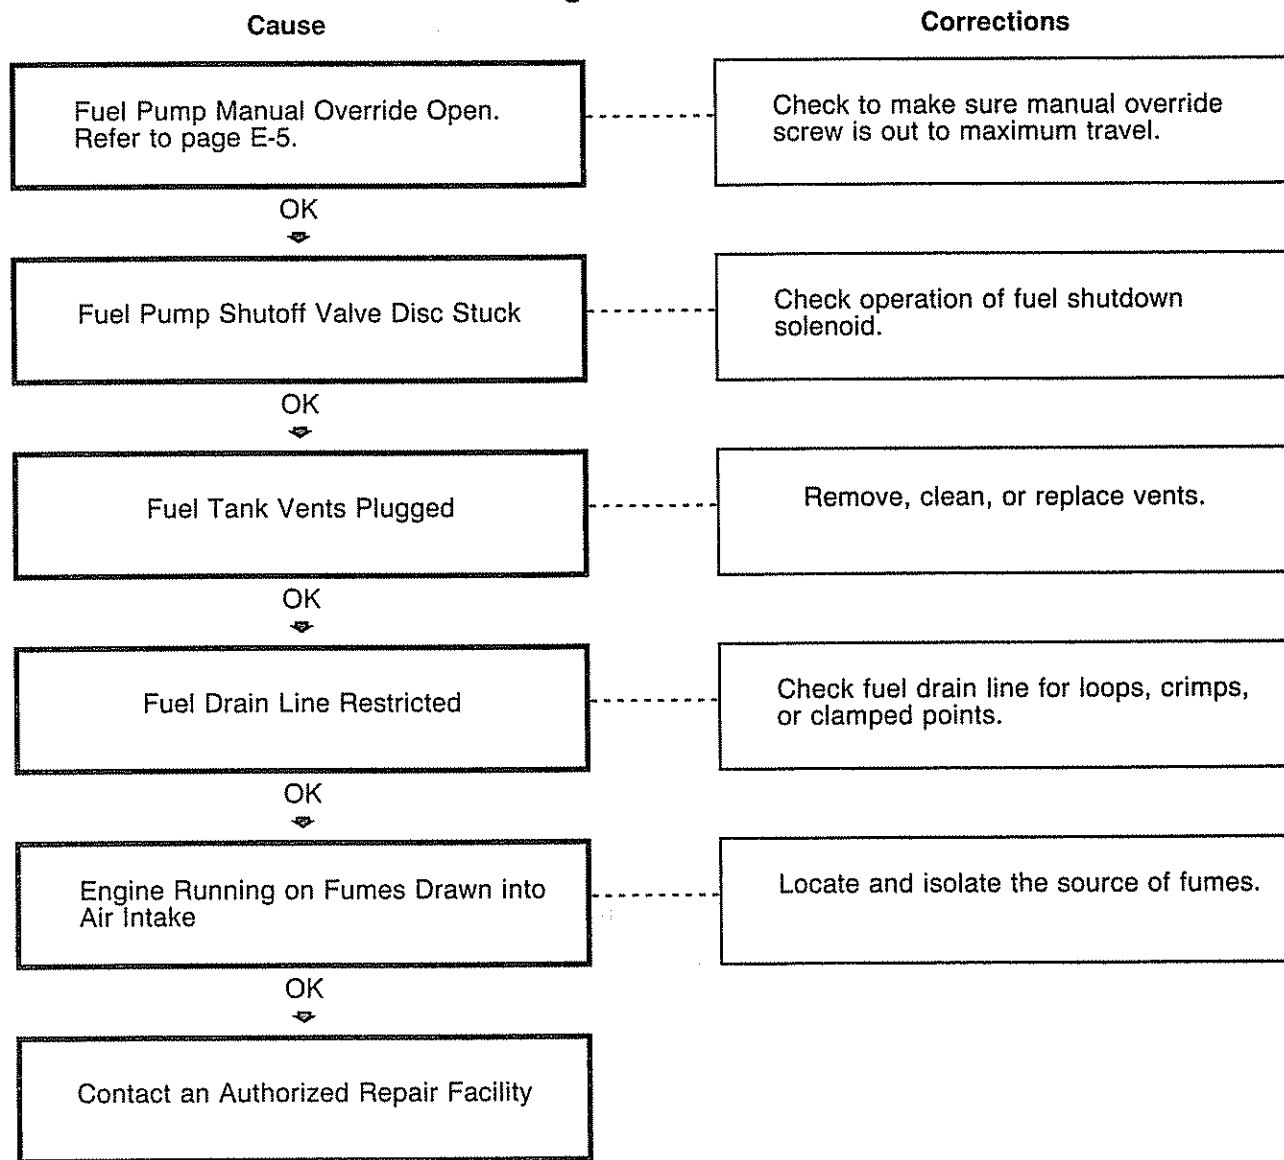 Cause
Corrections
Fuel Pump Manual Override Open.
Refer to page E-5.
Check to make sure manual override
screw is out to maximum travel.
OK
Fuel Pump Shutoff Valve Disc Stuck
Check operation of fuel shutdown
solenoid.
OK
Fuel Tank Vents Plugged
Remove, clean, or replace vents.
OK
Fuel Drain Line Restricted
Check fuel drain line for loops, crimps,
or clamped points.
OK
Engine Running on Fumes Drawn into
Air Intake
Locate and isolate the source of fumes.
OK
Contact an Authorized Repair Facility